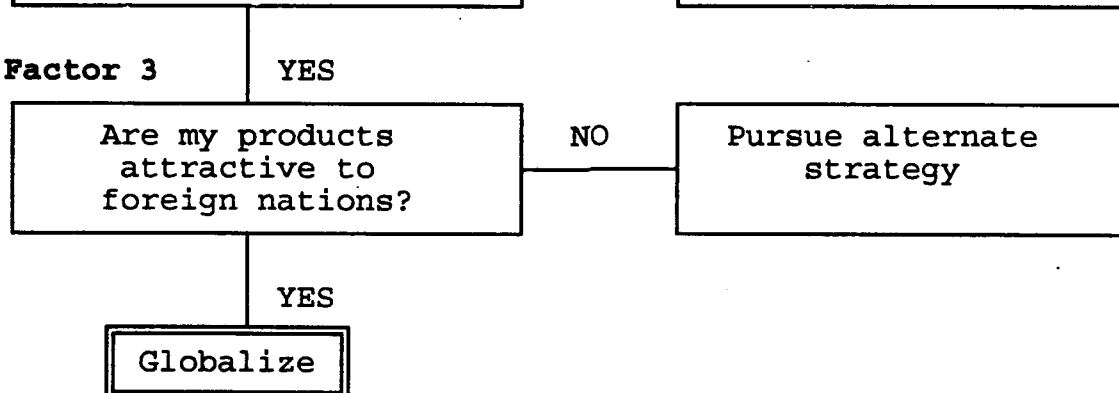 Factor 3
YES
Are my products
attractive to
foreign nations?
NO
Pursue alternate
strategy
YES
Globalize